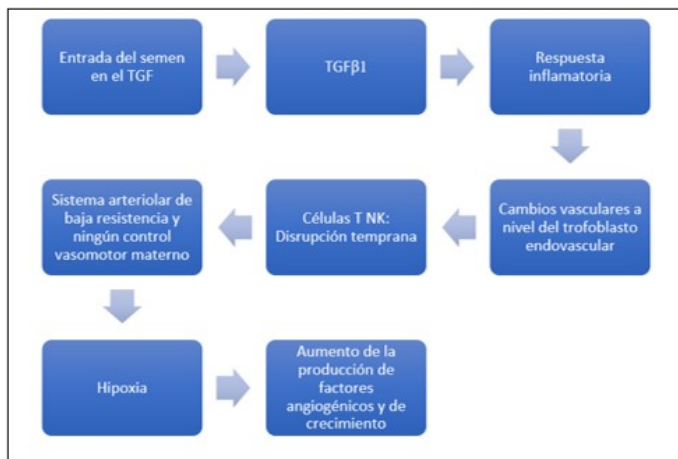 Entrada del semen
en el TGF
TGFβ1
Respuesta
inflamatoria
Cambios vasculares a
nivel del trofoblasto
endovascular
Células T NK:
Disrupción temprana
Sistema arteriolar de
baja resistencia y
ningún control
vasomotor materno
Hipoxia
Aumento de la
producción de
factores
angiogénicos y de
crecimiento